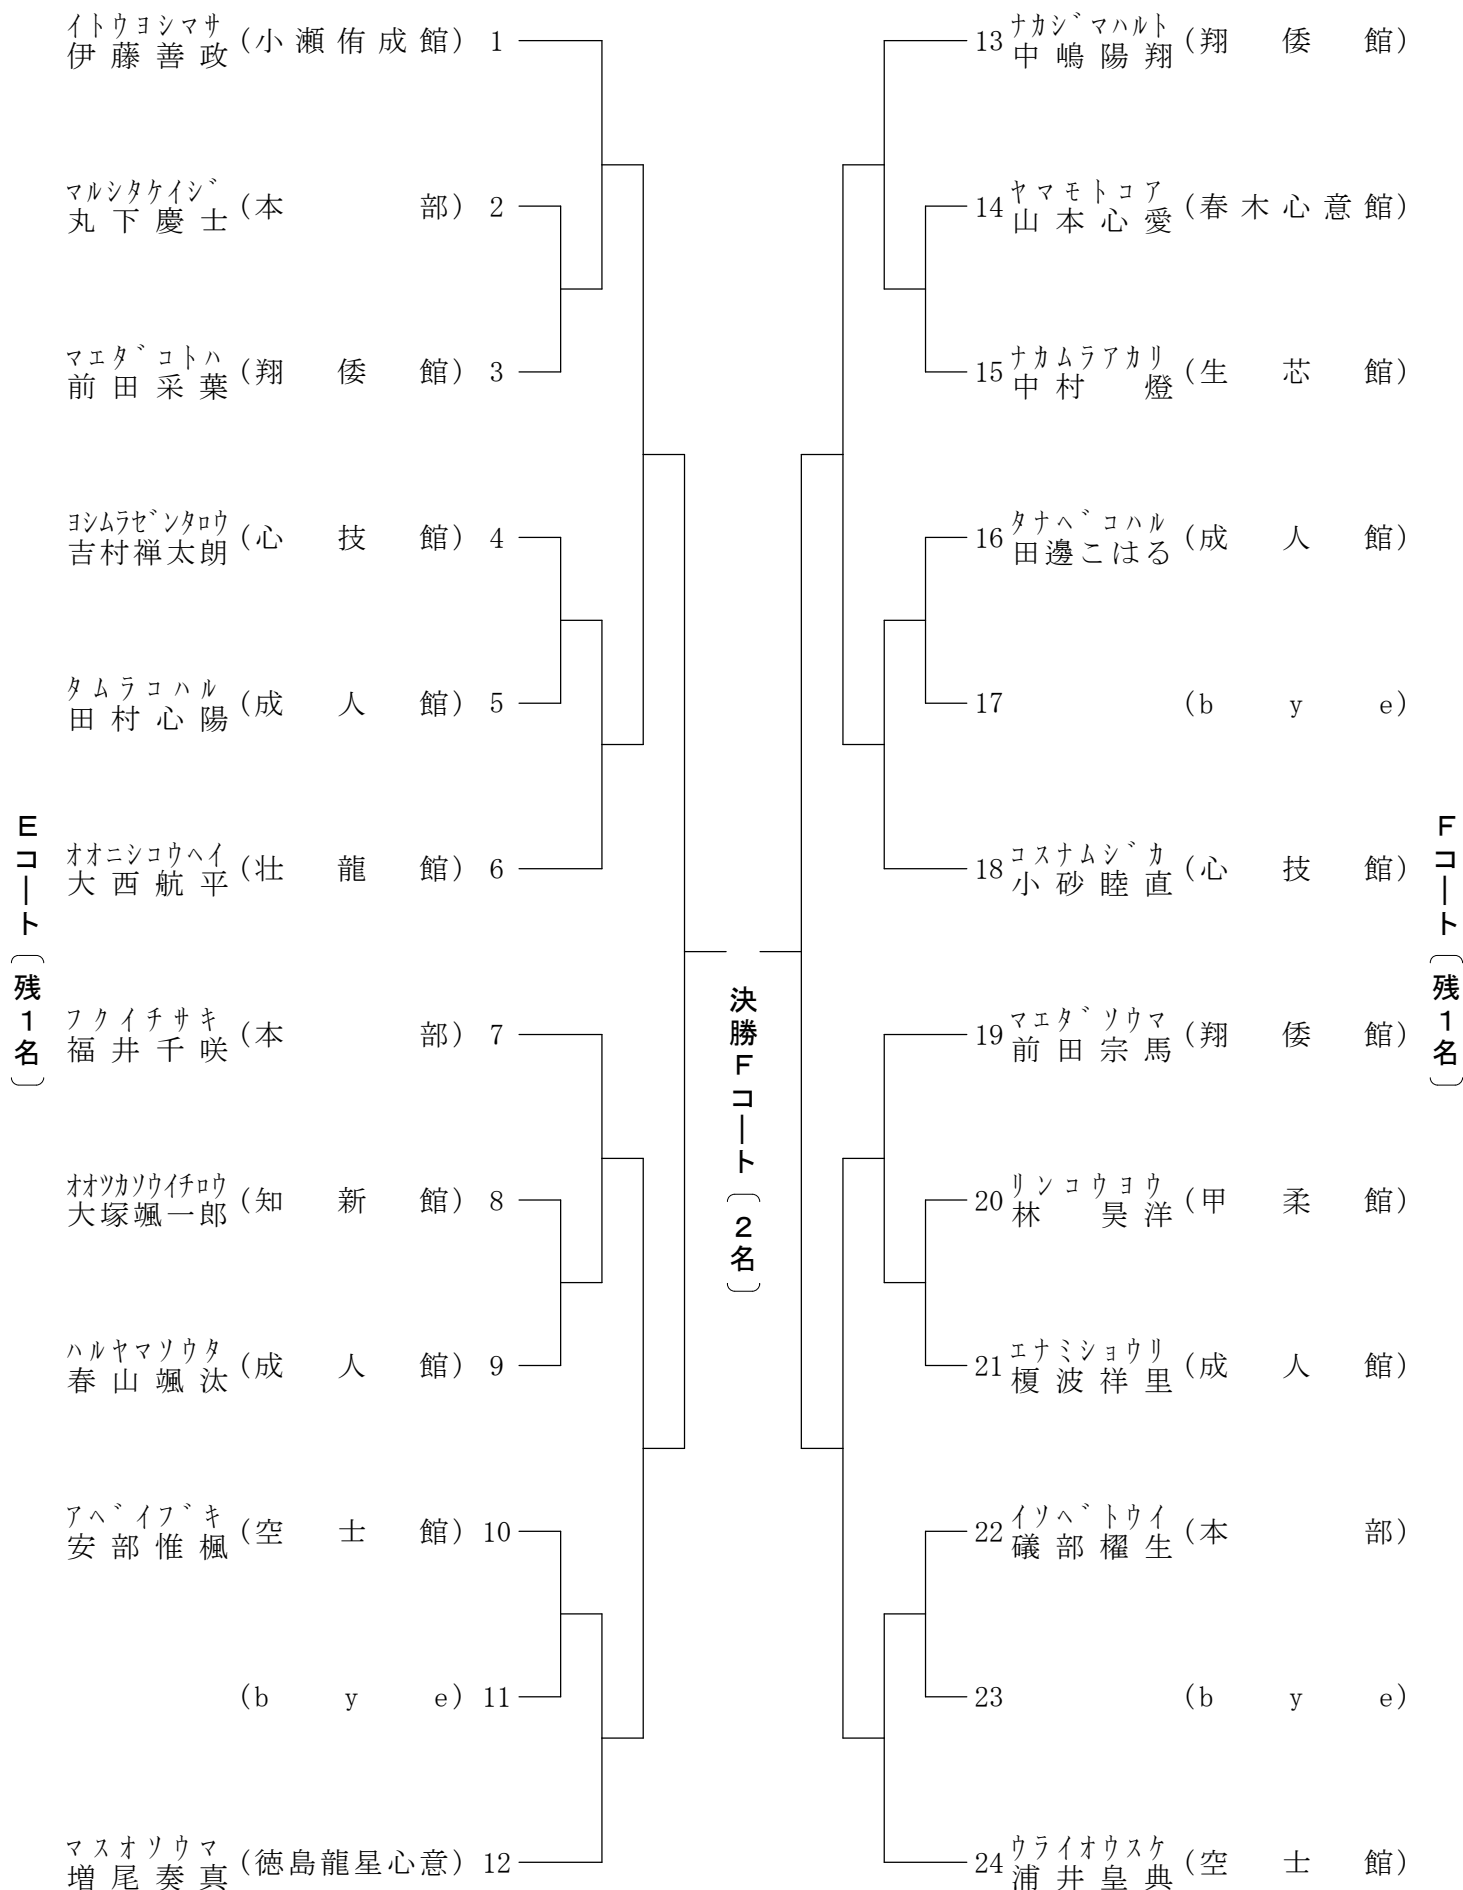 イトウヨシマサ
伊藤善政 (小瀬侑成館) 1
マルシタケイジ
丸下慶士 (本部) 2
マエダコトハ
前田采葉 (翔倭館) 3
ヨシムラゼンタロウ
吉村禅太朗 (心技館) 4
タムラコハル
田村心陽 (成人館) 5
オオニシコウヘイ
大西航平 (壮龍館) 6
フクイチサキ
福井千咲 (本部) 7
オオツカソウイチロウ
大塚颯一郎 (知新館) 8
ハルヤマソウタ
春山颯汰 (成人館) 9
アベイブキ
安部惟楓 (空士館) 10
(bye) 11
マスオソウマ
増尾奏真 (徳島龍星心意) 12
Eコート〔残1名〕
決勝Fコート〔2名〕
ナカジマハルト
13 中嶋陽翔 (翔倭館)
ヤマモトコア
14 山本心愛 (春木心意館)
ナカムラアカリ
15 中村燈 (生芯館)
タナベコハル
16 田邊こはる (成人館)
17 (bye)
コスナムジカ
18 小砂睦直 (心技館)
マエダソウマ
19 前田宗馬 (翔倭館)
リンコウヨウ
20 林昊洋 (甲柔館)
エナミショウリ
21 榎波祥里 (成人館)
イソベトウイ
22 礒部櫂生 (本部)
23 (bye)
ウライオウスケ
24 浦井皇典 (空士館)
Fコート〔残1名〕